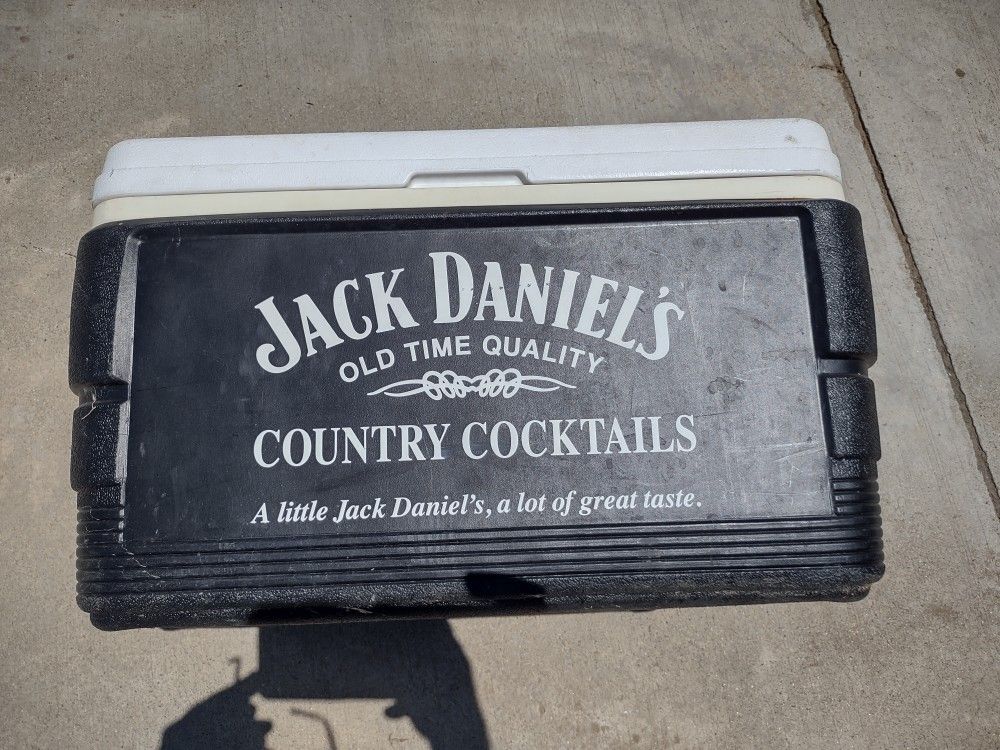 JACK DANIEL'S
OLD TIME QUALITY
COUNTRY COCKTAILS
A little Jack Daniel's, a lot of great taste.